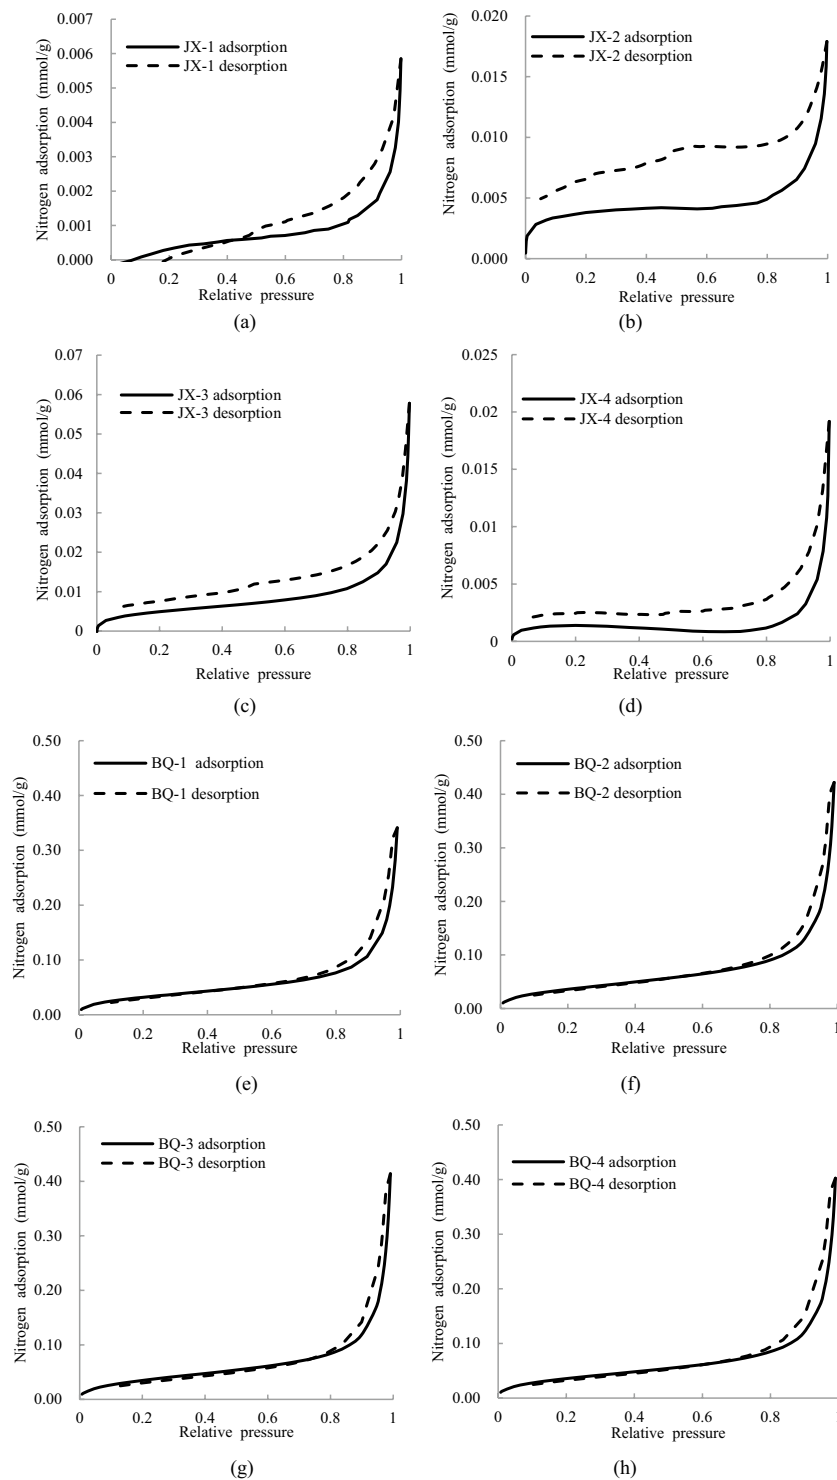 0.007
0.006
0.004
0.003
0.002
0.001
0.000
Nitrogen adsorption (mmol/g)
JX-1 adsorption
JX-1 desorption
0 0.2 0.4 0.6 0.8 1
Relative pressure
(a)
0.020
0.018
0.010
0.005
0.000
Nitrogen adsorption (mmol/g)
JX-2 adsorption
JX-2 desorption
0 0.2 0.4 0.6 0.8 1
Relative pressure
(b)
0.07
0.06
0.05
0.04
0.03
0.02
0.01
0
Nitrogen adsorption (mmol/g)
JX-3 adsorption
JX-3 desorption
0 0.2 0.4 0.6 0.8 1
Relative pressure
(c)
0.025
0.02
0.015
0.01
0.005
0
Nitrogen adsorption (mmol/g)
JX-4 adsorption
JX-4 desorption
0 0.2 0.4 0.6 0.8 1
Relative pressure
(d)
0.50
0.40
0.30
0.20
0.10
0.00
Nitrogen adsorption (mmol/g)
BQ-1 adsorption
BQ-1 desorption
0 0.2 0.4 0.6 0.8 1
Relative pressure
(e)
0.50
0.40
0.30
0.20
0.10
0.00
Nitrogen adsorption (mmol/g)
BQ-2 adsorption
BQ-2 desorption
0 0.2 0.4 0.6 0.8 1
Relative pressure
(f)
0.50
0.40
0.30
0.20
0.10
0.00
Nitrogen adsorption (mmol/g)
BQ-3 adsorption
BQ-3 desorption
0 0.2 0.4 0.6 0.8 1
Relative pressure
(g)
0.50
0.40
0.30
0.20
0.10
0.00
Nitrogen adsorption (mmol/g)
BQ-4 adsorption
BQ-4 desorption
0 0.2 0.4 0.6 0.8 1
Relative pressure
(h)